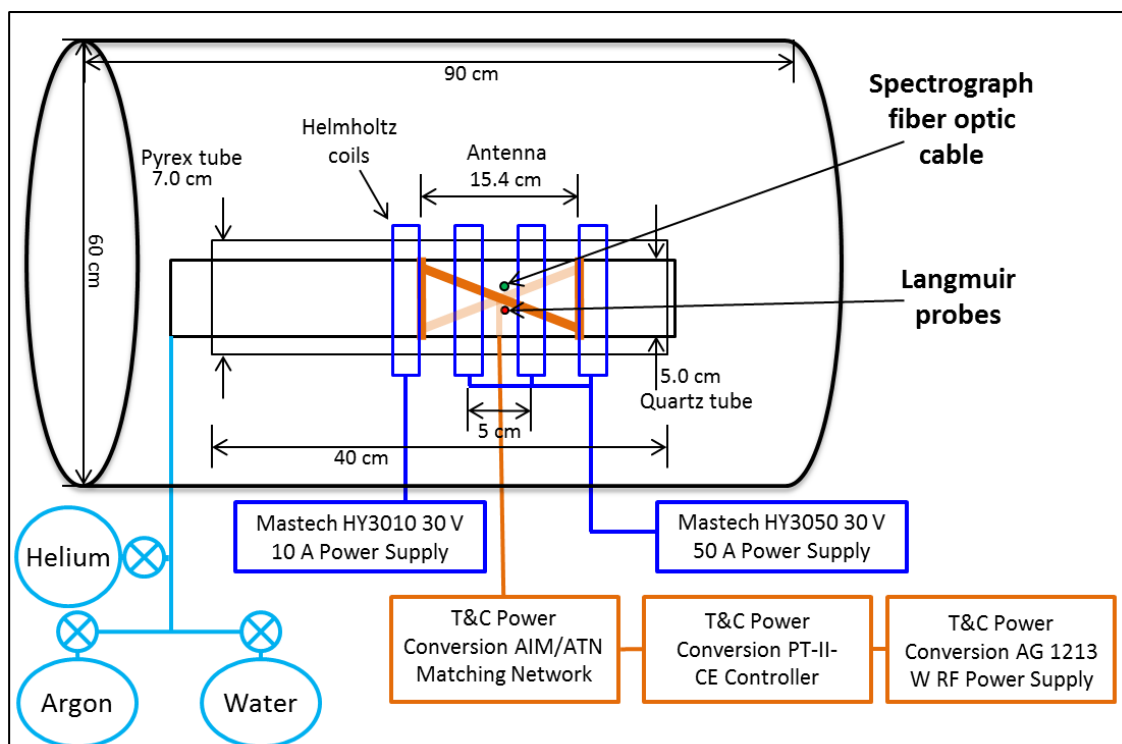 90 cm
Spectrograph
fiber optic
cable
Helmholtz
coils
Antenna
15.4 cm
Pyrex tube
7.0 cm
60 cm
Langmuir
probes
5.0 cm
Quartz tube
5 cm
40 cm
Mastech HY3010 30 V
10 A Power Supply
Mastech HY3050 30 V
50 A Power Supply
Helium
Argon
Water
T&C Power
Conversion AIM/ATN
Matching Network
T&C Power
Conversion PT-II-
CE Controller
T&C Power
Conversion AG 1213
W RF Power Supply